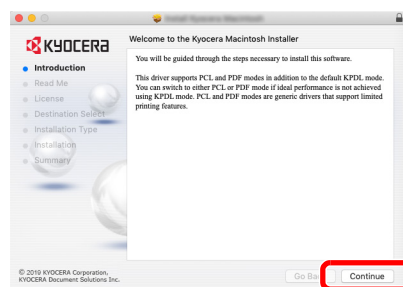 Install Kyocera Macintosh
KYOCERA
Welcome to the Kyocera Macintosh Installer
Introduction
Read Me
License
Destination Select
Installation Type
Installation
Summary
You will be guided through the steps necessary to install this software.
This driver supports PCL and PDF modes in addition to the default KPDL mode.
You can switch to either PCL or PDF mode if ideal performance is not achieved
using KPDL mode. PCL and PDF modes are generic drivers that support limited
printing features.
© 2019 KYOCERA Corporation,
KYOCERA Document Solutions Inc.
Go Ba
Continue